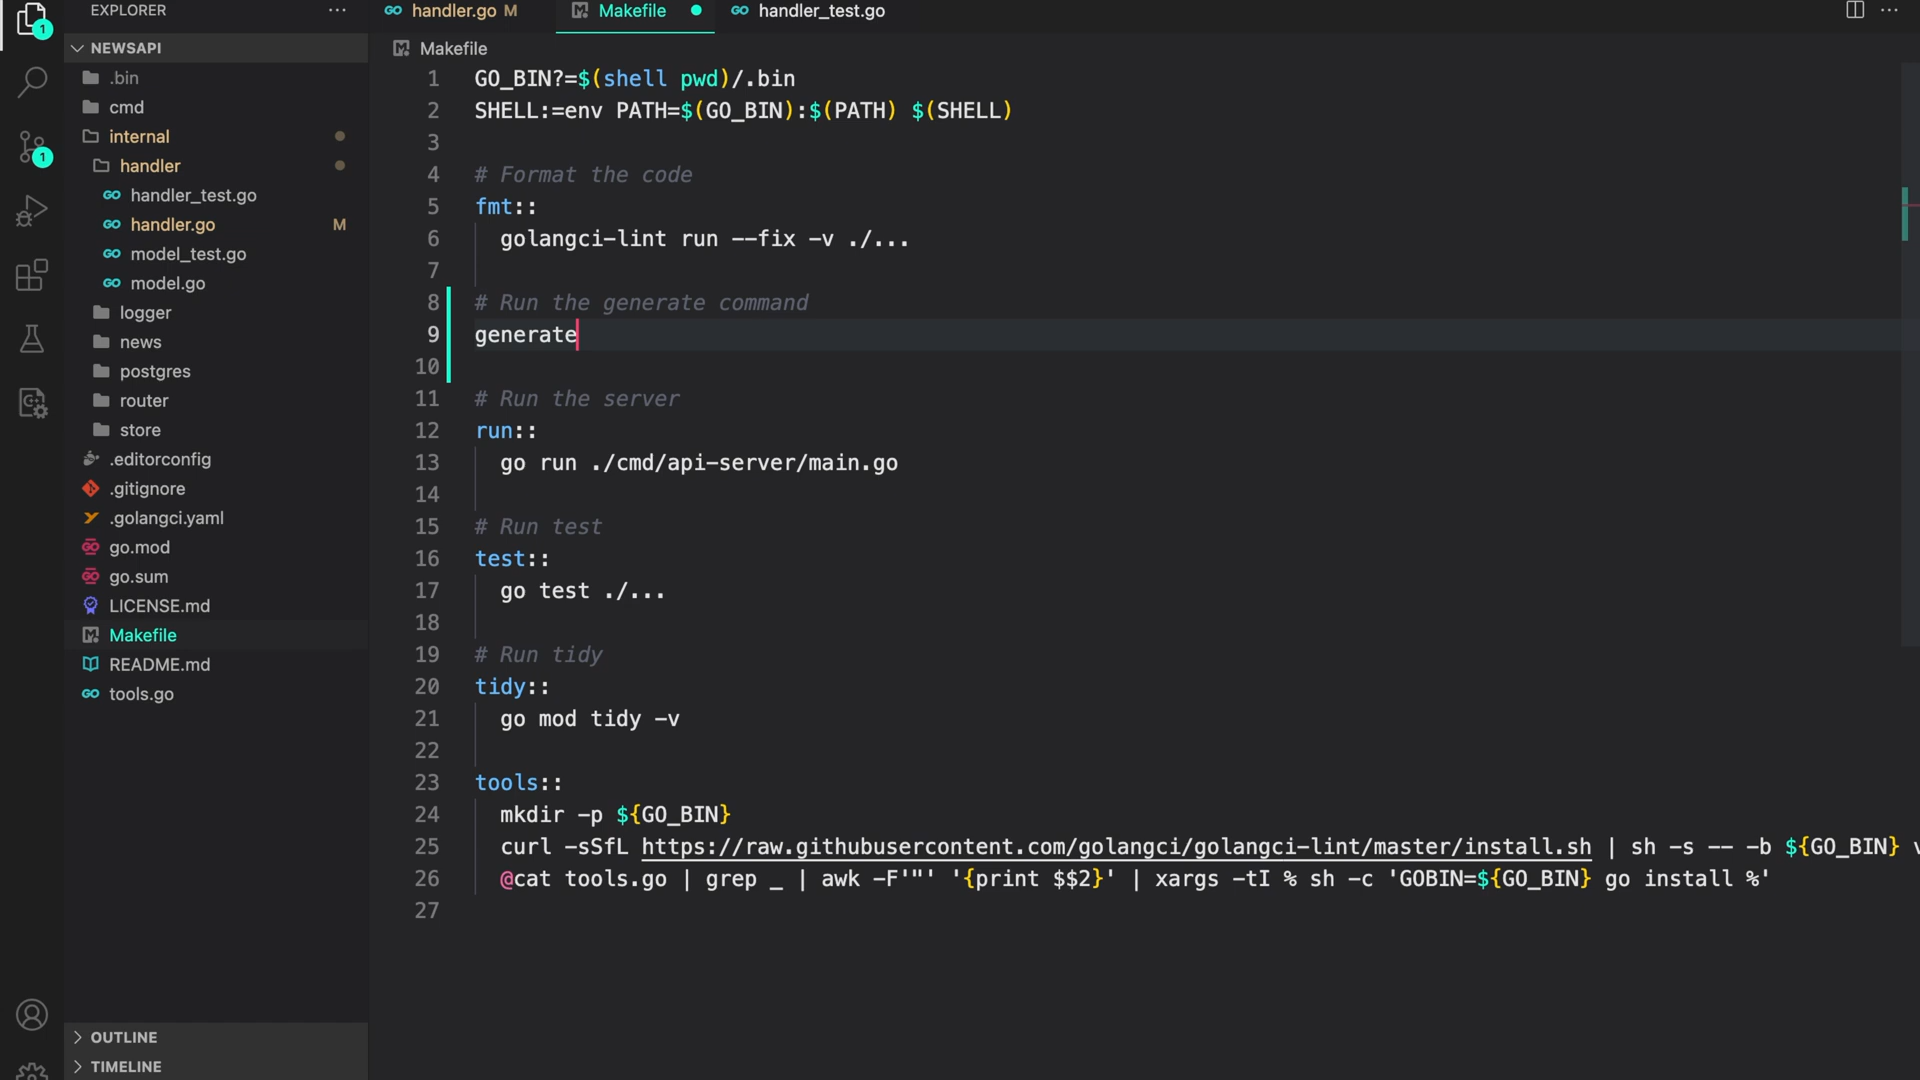 EXPLORER
NEWSAPI
.bin
cmd
internal
handler
handler_test.go
handler.go M
model_test.go
model.go
logger
news
postgres
router
store
.editorconfig
.gitignore
.golangci.yaml
go.mod
go.sum
LICENSE.md
Makefile
README.md
tools.go
OUTLINE
TIMELINE
1
1
handler.go M
Makefile
handler_test.go
Makefile
1 GO_BIN?=$(shell pwd)/.bin
2 SHELL:=env PATH=$(GO_BIN):$(PATH) $(SHELL)
3
4 # Format the code
5 fmt::
6 golangci-lint run --fix -v ./...
7
8 # Run the generate command
9 generate
10
11 # Run the server
12 run::
13 go run ./cmd/api-server/main.go
14
15 # Run test
16 test::
17 go test ./...
18
19 # Run tidy
20 tidy::
21 go mod tidy -v
22
23 tools::
24 mkdir -p ${GO_BIN}
25 curl -sSfL https://raw.githubusercontent.com/golangci/golangci-lint/master/install.sh | sh -s -- -b ${GO_BIN} v
26 @cat tools.go | grep _ | awk -F'"' '{print $$2}' | xargs -tI % sh -c 'GOBIN=${GO_BIN} go install %'
27